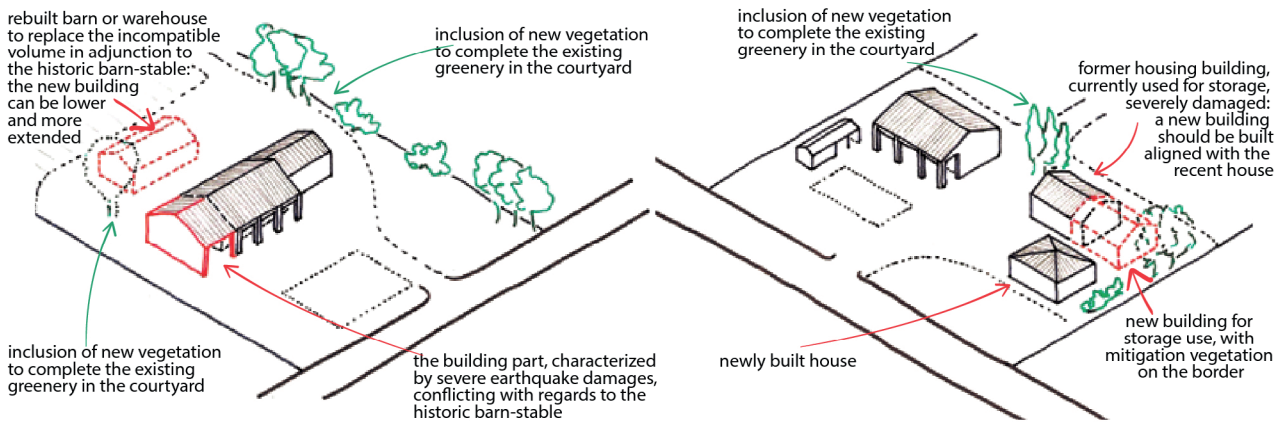 rebuilt barn or warehouse
to replace the incompatible
volume in adjunction to
the historic barn-stable:
the new building
can be lower
and more
extended
inclusion of new vegetation
to complete the existing
greenery in the courtyard
inclusion of new vegetation
to complete the existing
greenery in the courtyard
the building part, characterized
by severe earthquake damages,
conflicting with regards to the
historic barn-stable
inclusion of new vegetation
to complete the existing
greenery in the courtyard
former housing building,
currently used for storage,
severely damaged:
a new building
should be built
aligned with the
recent house
newly built house
new building for
storage use, with
mitigation vegetation
on the border